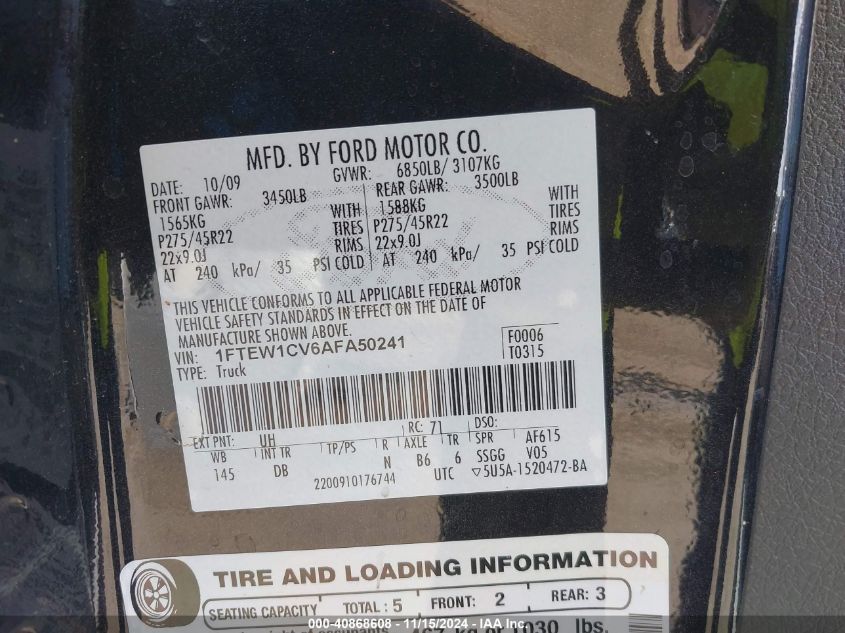 MFD. BY FORD MOTOR CO.
DATE: 10/09 GVWR: 6850LB/ 3107KG
FRONT GAWR: 3450LB REAR GAWR: 3500LB
1565KG WITH 1588KG WITH
P275/45R22 TIRES P275/45R22 TIRES
22x9.0J RIMS 22x9.0J RIMS
AT 240 kPa/ 35 PSI COLD AT 240 kPa/ 35 PSI COLD
THIS VEHICLE CONFORMS TO ALL APPLICABLE FEDERAL MOTOR
VEHICLE SAFETY STANDARDS IN EFFECT ON THE DATE OF
MANUFACTURE SHOWN ABOVE.
VIN: 1FTEW1CV6AFA50241 F0006
TYPE: Truck T0315
EXT PNT: UH RC: 71 DSO:
WB INT TR TP/PS R AXLE TR SPR AF615
145 DB N B6 6 SSGG V05
2200910176744 UTC ▽5U5A-1520472-BA
TIRE AND LOADING INFORMATION
SEATING CAPACITY TOTAL: 5 FRONT: 2 REAR: 3
467 kg or 1030 lbs.
000-40868608 - 11/15/2024 - IAA Inc.